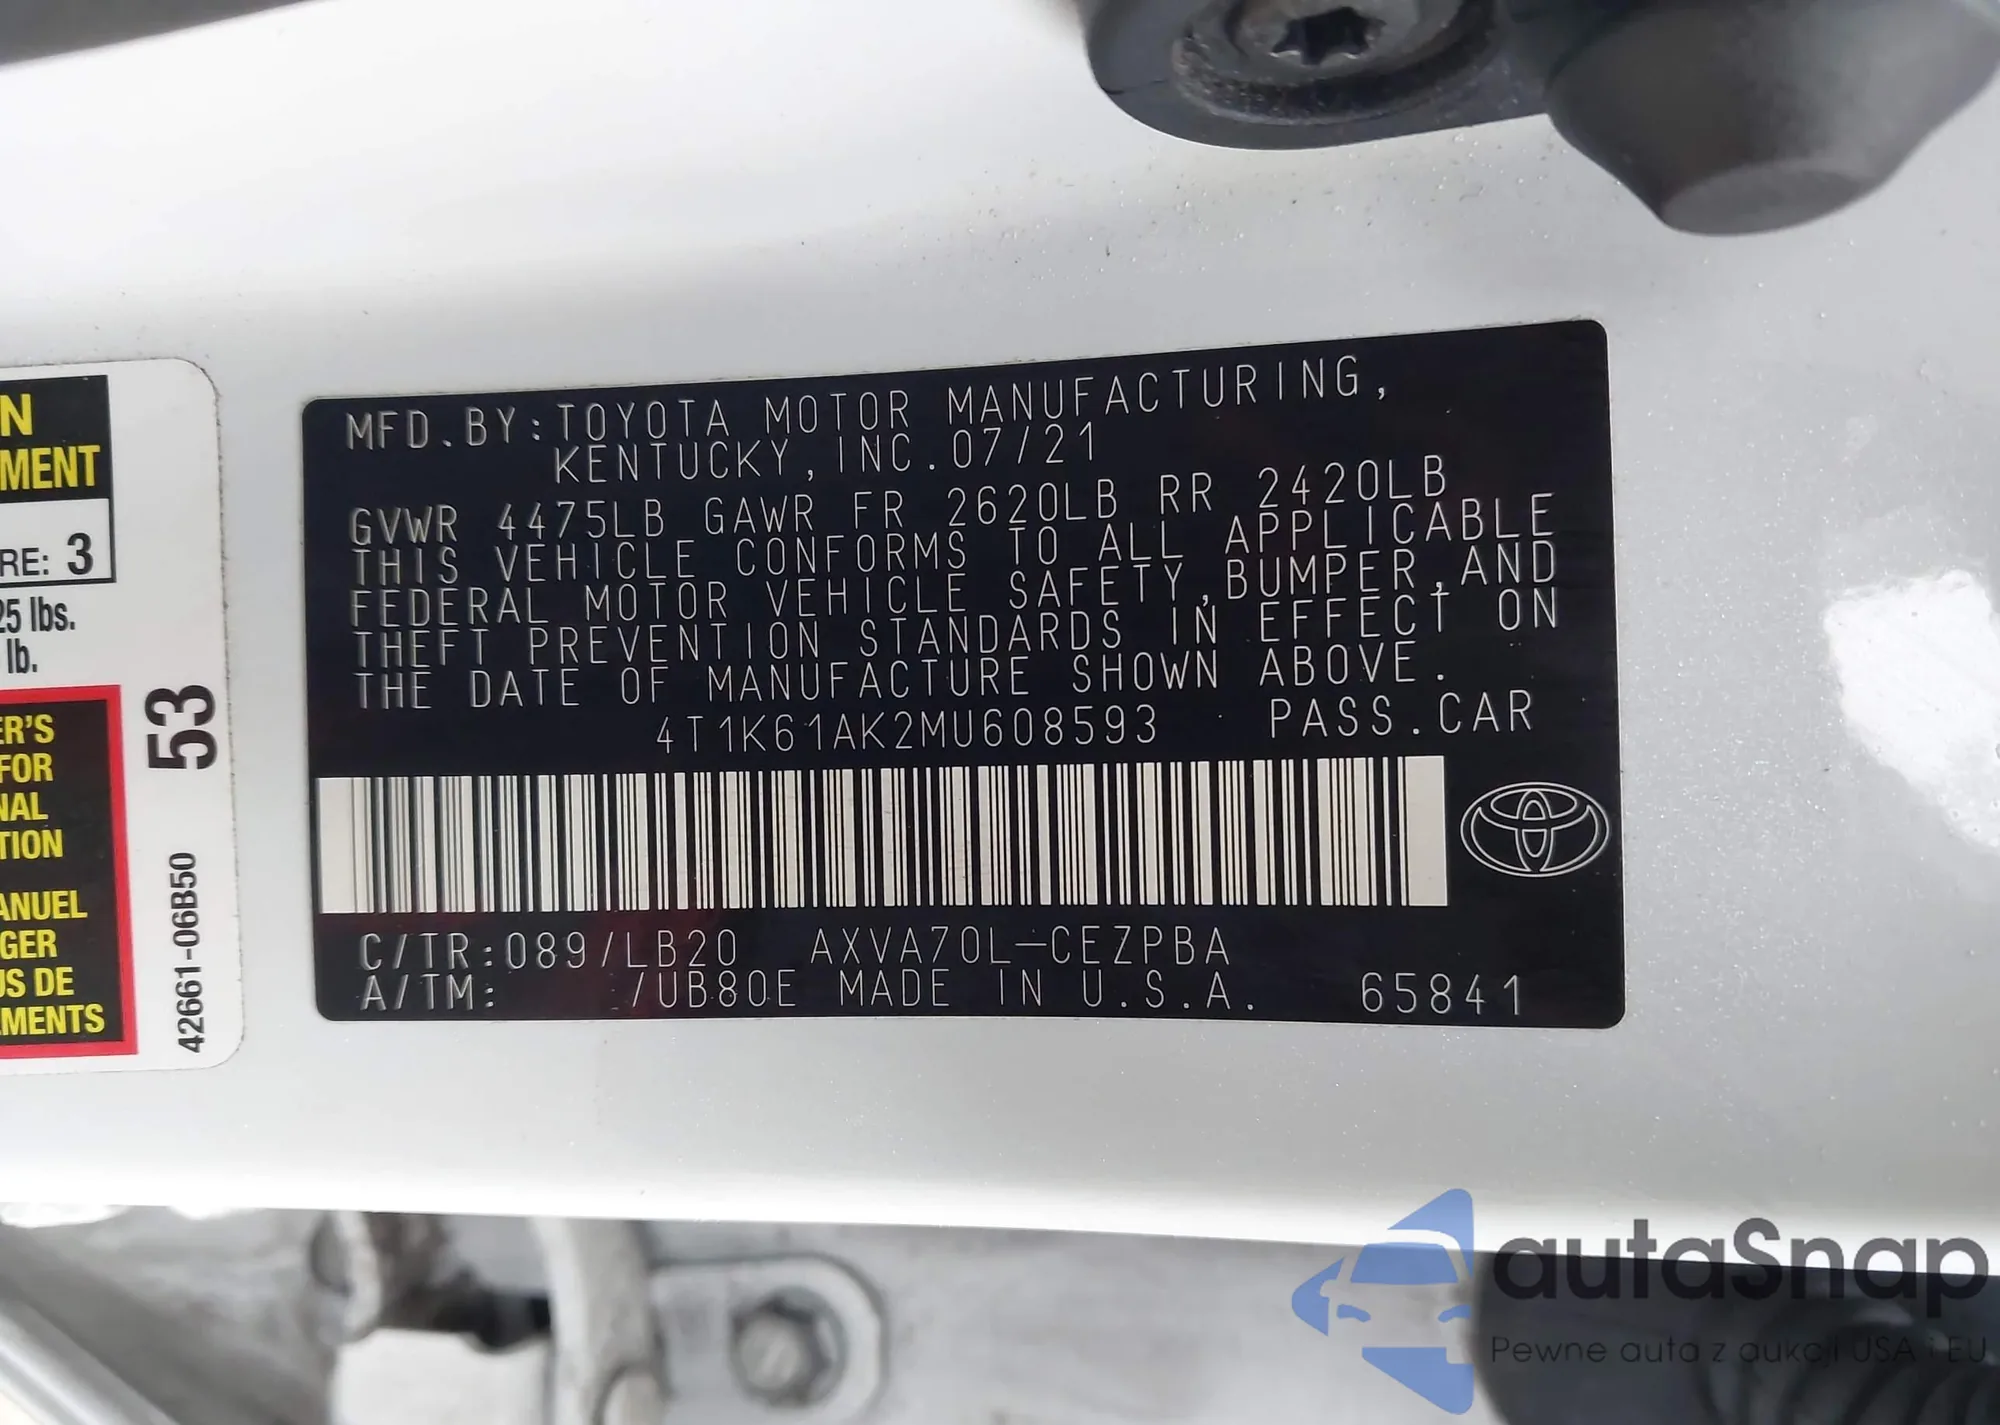 N
MENT
RE: 3
25 lbs.
lb.
ER'S
FOR
NAL
TION
ANUEL
GER
US DE
EMENTS
53
42661-06B50
MFD.BY:TOYOTA MOTOR MANUFACTURING,
KENTUCKY,INC.07/21
GVWR 4475LB GAWR FR 2620LB RR 2420LB
THIS VEHICLE CONFORMS TO ALL APPLICABLE
FEDERAL MOTOR VEHICLE SAFETY,BUMPER,AND
THEFT PREVENTION STANDARDS IN EFFECT ON
THE DATE OF MANUFACTURE SHOWN ABOVE.
4T1K61AK2MU608593 PASS.CAR
C/TR:089/LB20 AXVA70L-CEZPBA
A/TM: /UB80E MADE IN U.S.A. 65841
autaSnap
Pewne auta z aukcji USA i EU